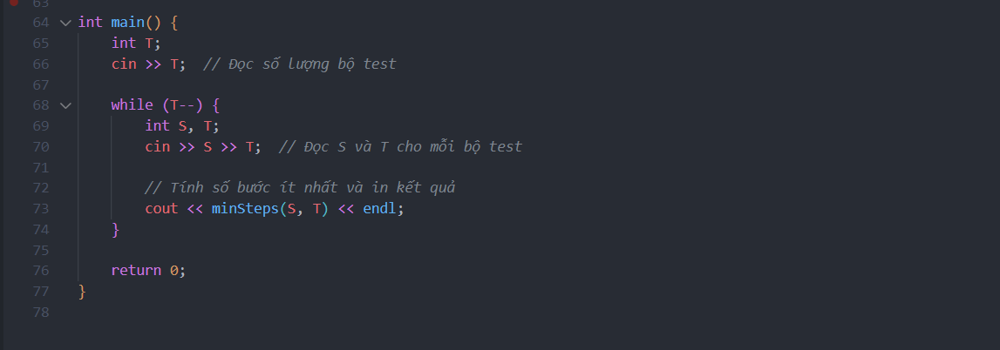 63
64 int main() {
65 int T;
66 cin >> T; // Đọc số lượng bộ test
67
68 while (T--) {
69 int S, T;
70 cin >> S >> T; // Đọc S và T cho mỗi bộ test
71
72 // Tính số bước ít nhất và in kết quả
73 cout << minSteps(S, T) << endl;
74 }
75
76 return 0;
77 }
78